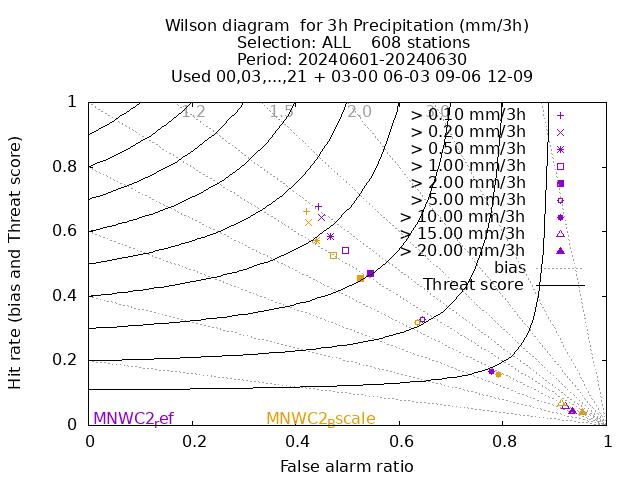 Wilson diagram  for 3h Precipitation (mm/3h)
Selection: ALL    608 stations
Period: 20240601-20240630
Used 00,03,...,21 + 03-00 06-03 09-06 12-09
Hit rate (bias and Threat score)
1
0.8
0.6
0.4
0.2
0
1.2
1.5
2.0
3.0
> 0.10 mm/3h
> 0.20 mm/3h
> 0.50 mm/3h
> 1.00 mm/3h
> 2.00 mm/3h
> 5.00 mm/3h
> 10.00 mm/3h
> 15.00 mm/3h
> 20.00 mm/3h
bias
Threat score
MNWC2ref MNWC2Bscale
0 0.2 0.4 0.6 0.8 1
False alarm ratio